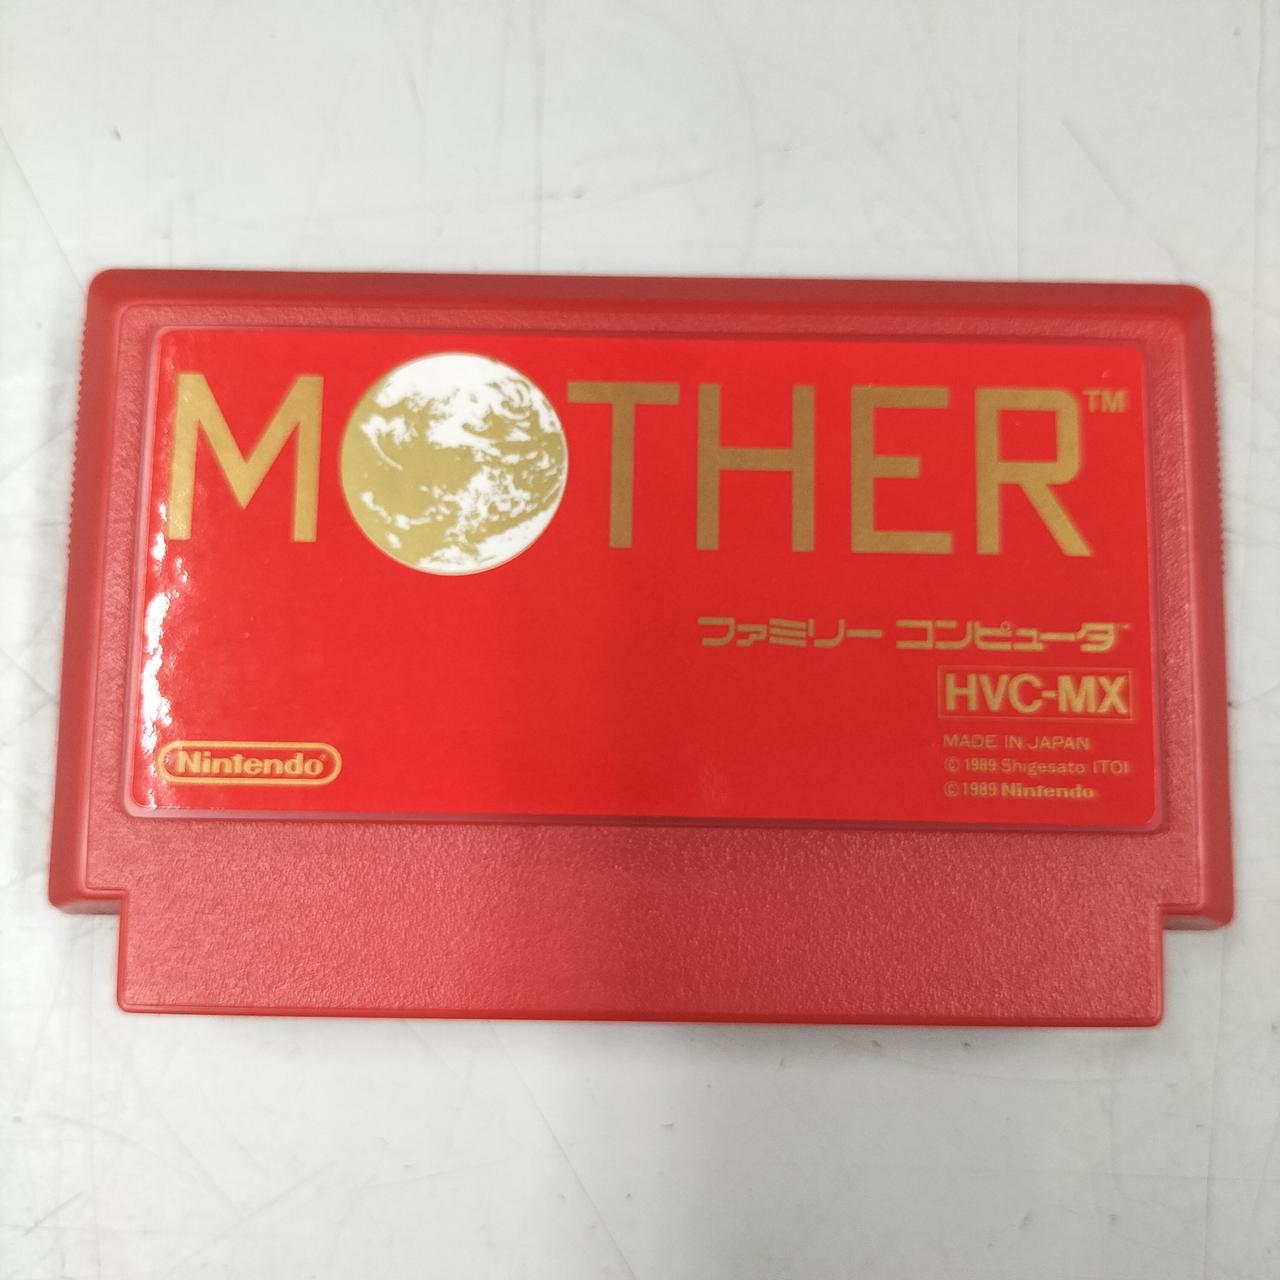 MOTHER™
ファミリー コンピュータ™
HVC-MX
MADE IN JAPAN
© 1989 Shigesato ITOI
© 1989 Nintendo
Nintendo®